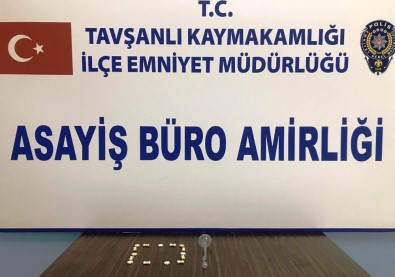 T.C.
TAVŞANLI KAYMAKAMLIĞI
İLÇE EMNİYET MÜDÜRLÜĞÜ
POLİS
ASAYİŞ BÜRO AMİRLİĞİ